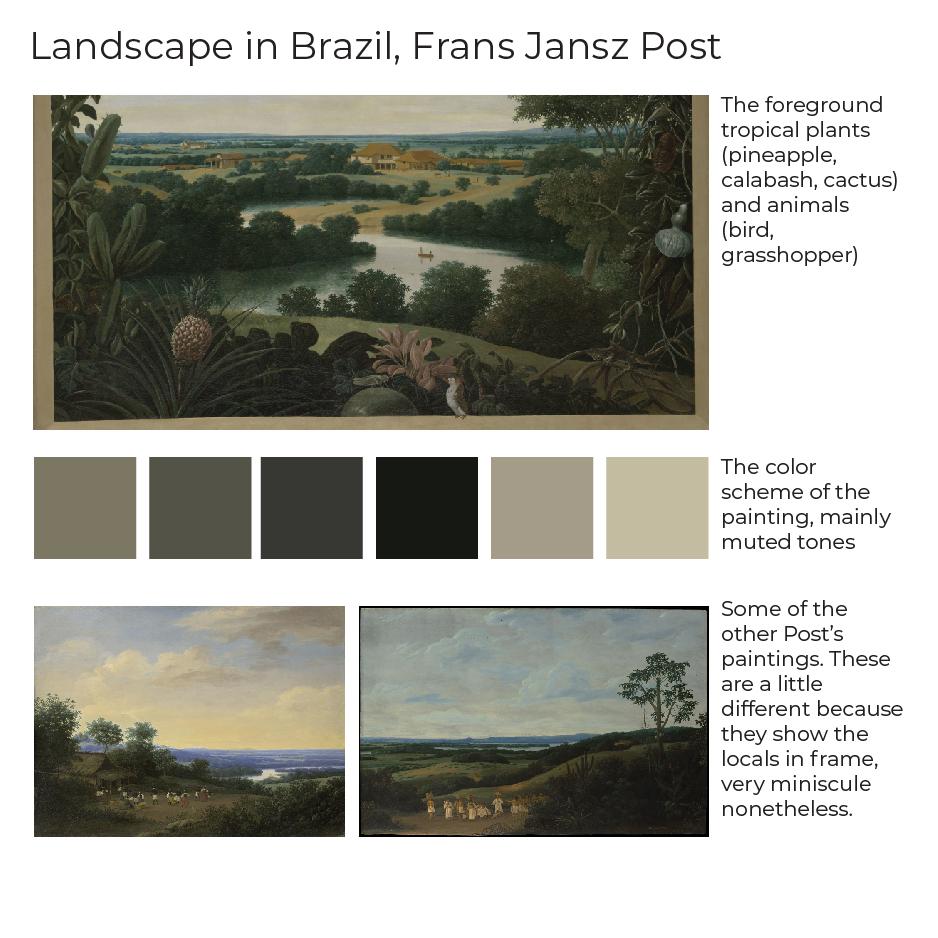 Landscape in Brazil, Frans Jansz Post
The foreground
tropical plants
(pineapple,
calabash, cactus)
and animals
(bird,
grasshopper)
The color
scheme of the
painting, mainly
muted tones
Some of the
other Post’s
paintings. These
are a little
different because
they show the
locals in frame,
very miniscule
nonetheless.